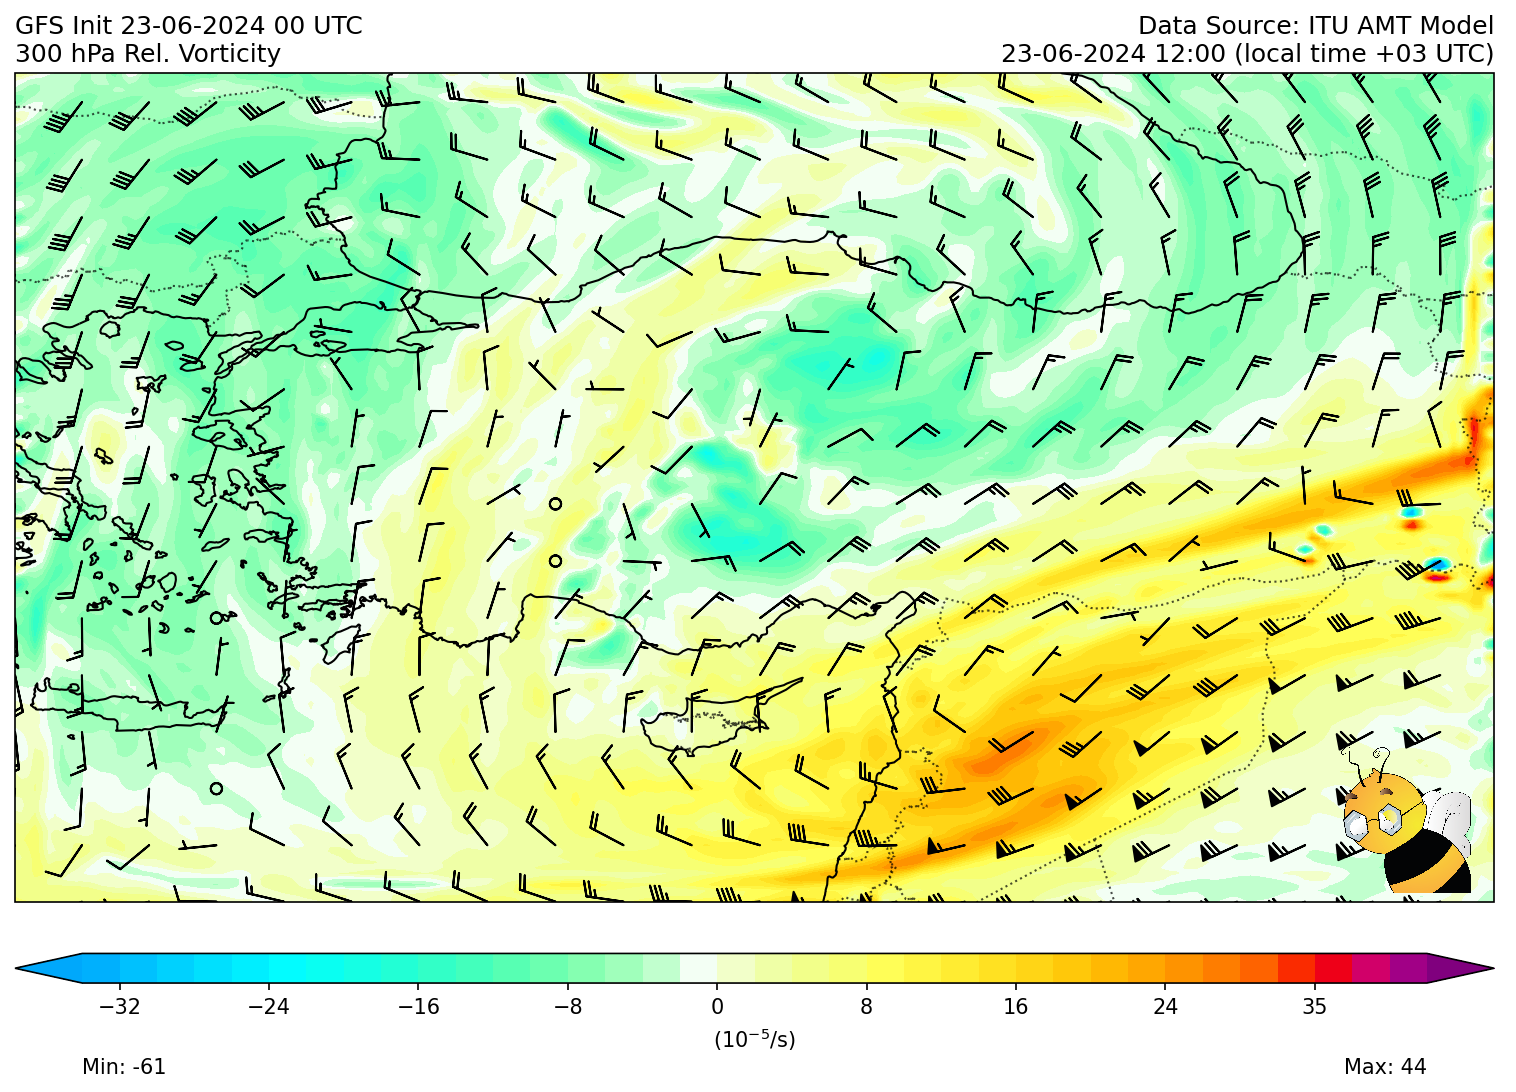 GFS Init 23-06-2024 00 UTC
Data Source: ITU AMT Model
300 hPa Rel. Vorticity
23-06-2024 12:00 (local time +03 UTC)
−32 −24 −16 −8 0 8 16 24 35
(10⁻⁵/s)
Min: -61
Max: 44